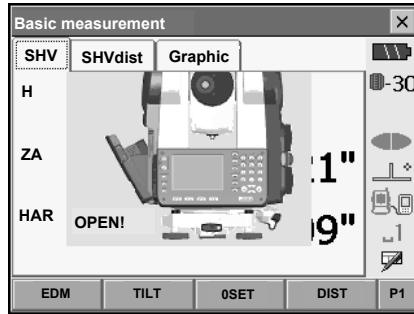 Basic measurement
SHV SHVdist Graphic
H
-30
ZA 1"
HAR OPEN! 9"
1
EDM TILT 0SET DIST P1